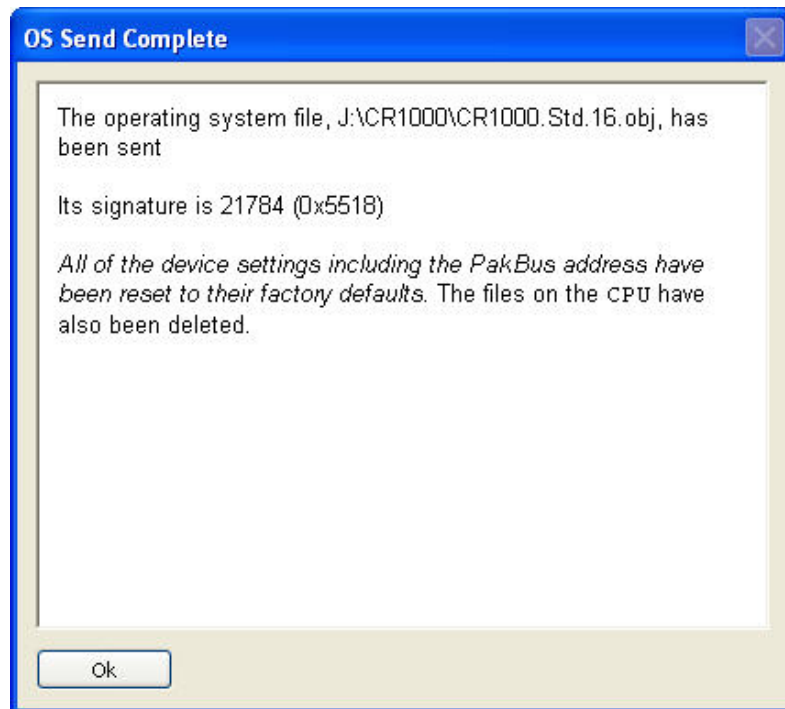 OS Send Complete
The operating system file, J:\CR1000\CR1000.Std.16.obj, has
been sent
Its signature is 21784 (0x5518)
All of the device settings including the PakBus address have
been reset to their factory defaults. The files on the CPU have
also been deleted.
Ok